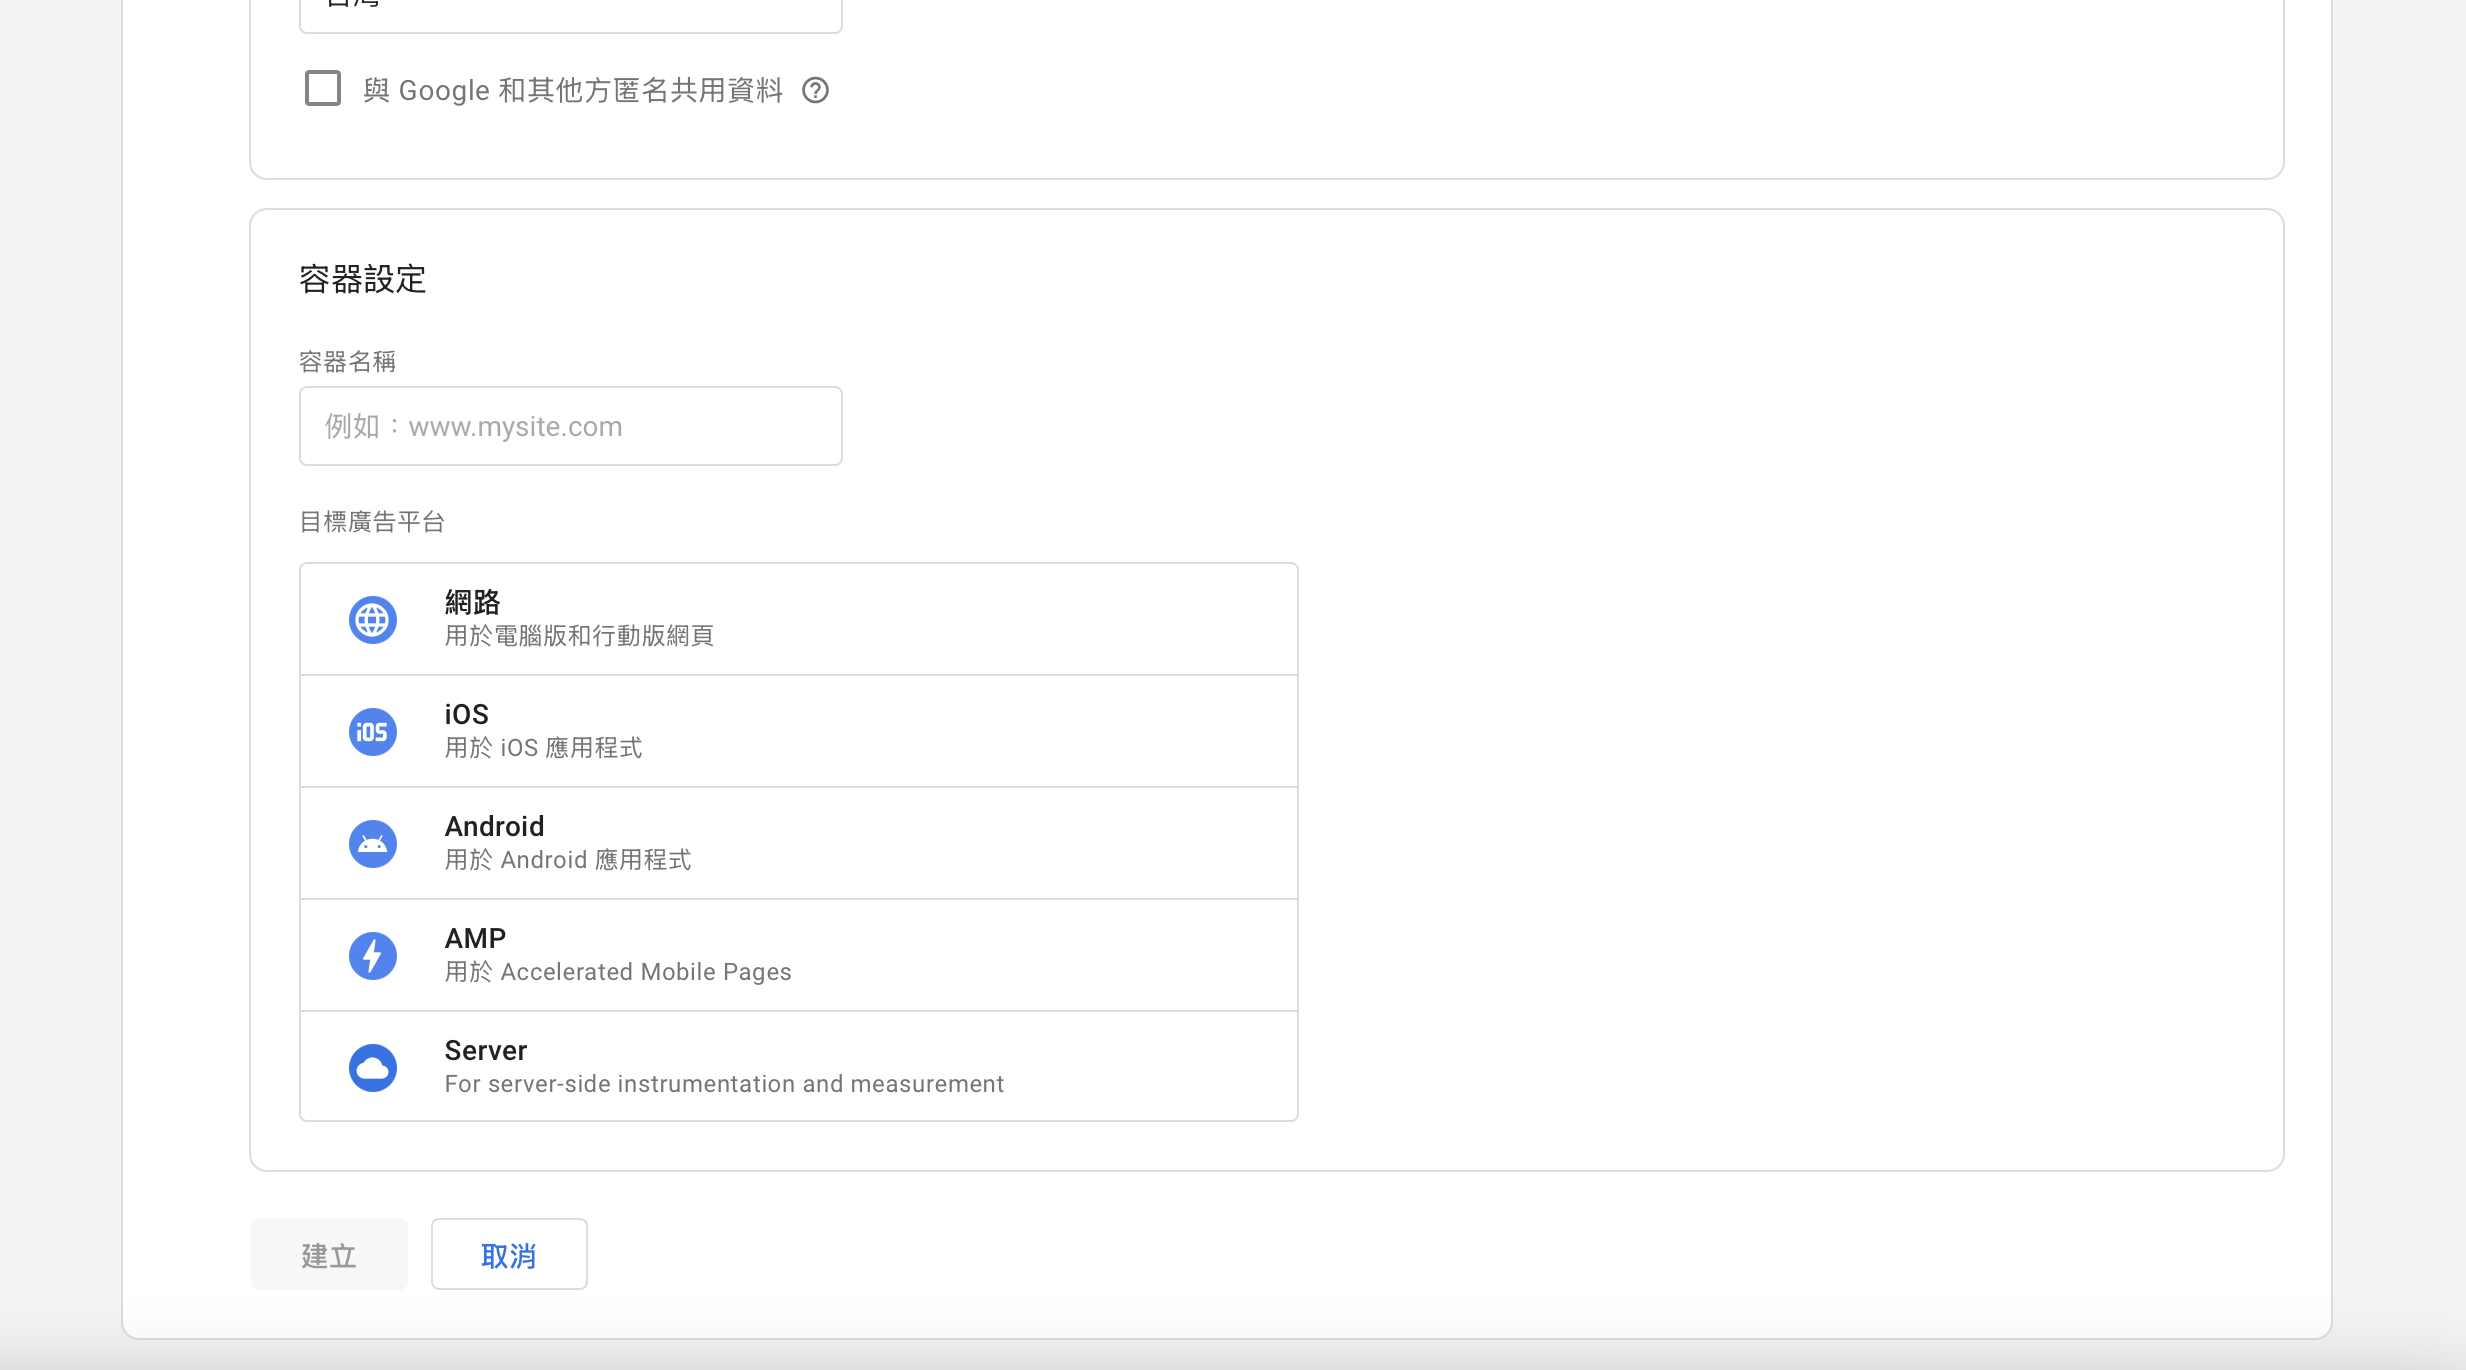 台灣
與 Google 和其他方匿名共用資料
容器設定
容器名稱
例如：www.mysite.com
目標廣告平台
網路
用於電腦版和行動版網頁
iOS
iOS
用於 iOS 應用程式
Android
用於 Android 應用程式
AMP
用於 Accelerated Mobile Pages
Server
For server-side instrumentation and measurement
建立 取消